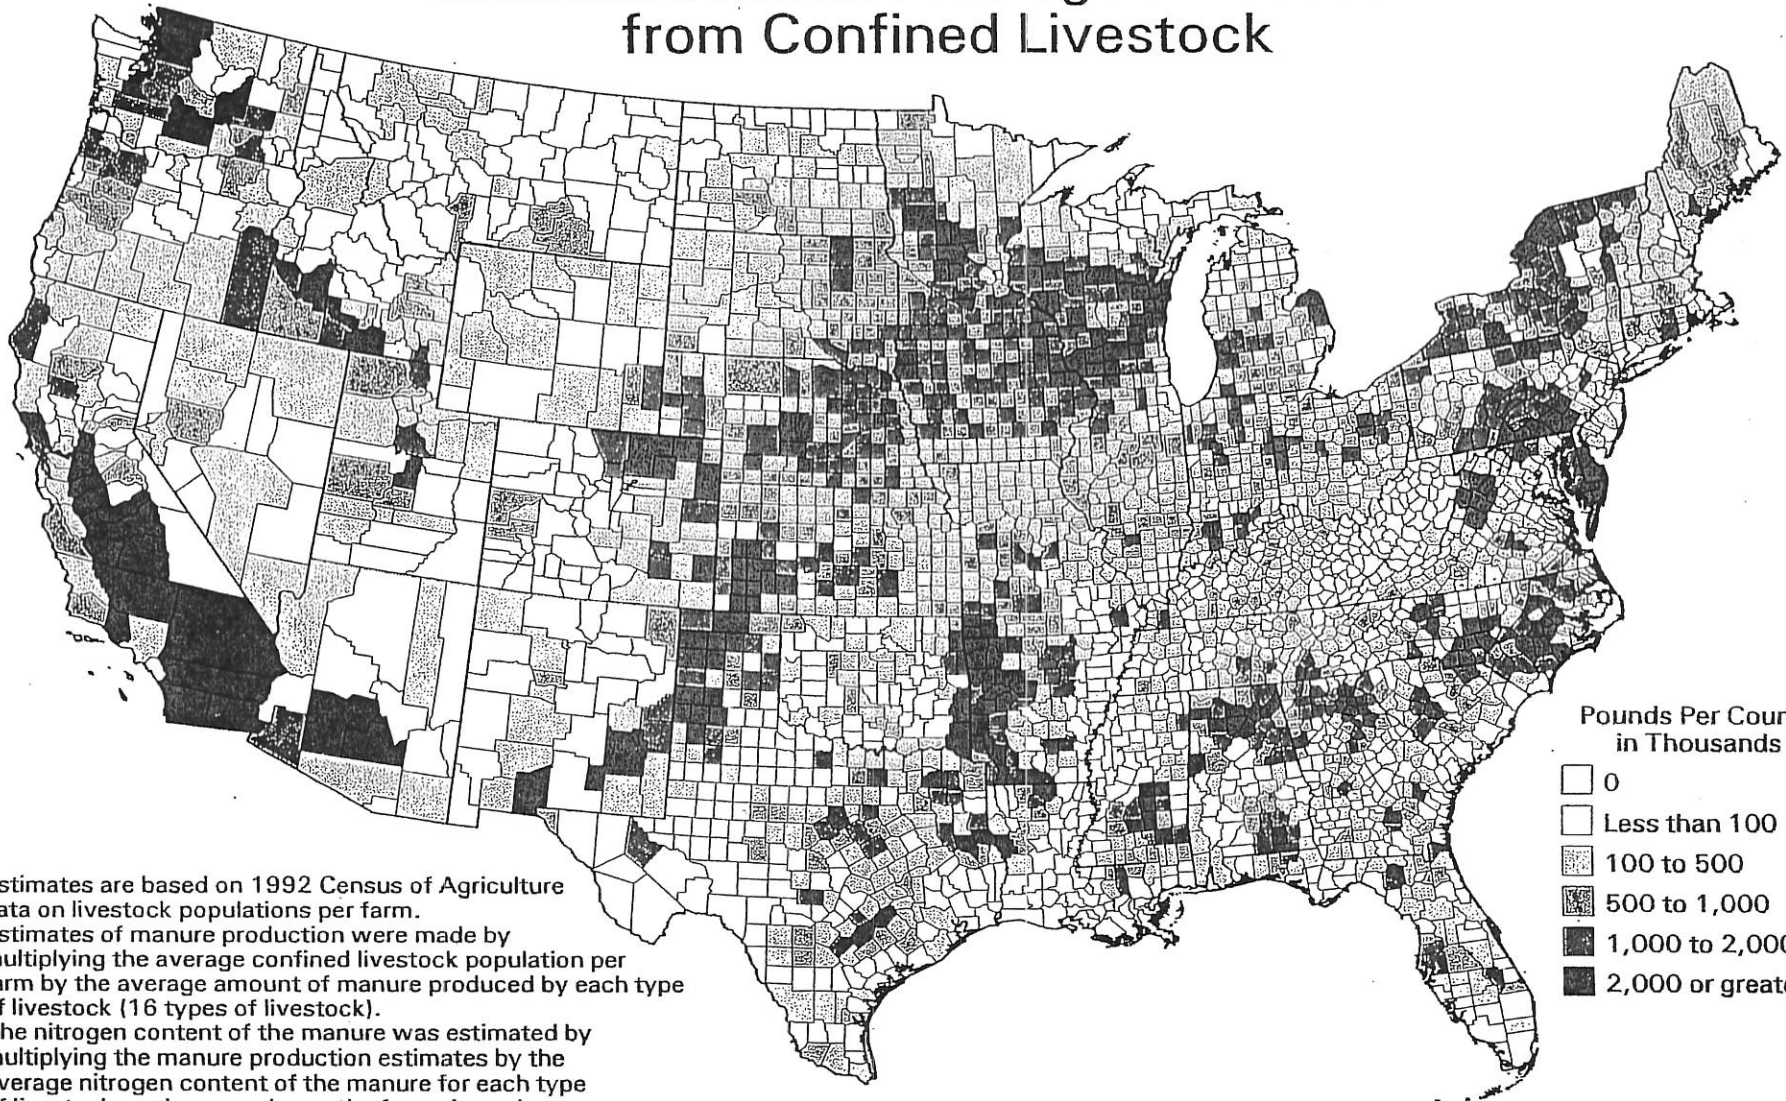 from Confined Livestock
Pounds Per Coun
in Thousands
0
Less than 100
100 to 500
500 to 1,000
1,000 to 2,000
2,000 or greate
stimates are based on 1992 Census of Agriculture
ata on livestock populations per farm.
stimates of manure production were made by
ultiplying the average confined livestock population per
arm by the average amount of manure produced by each type
f livestock (16 types of livestock).
he nitrogen content of the manure was estimated by
ultiplying the manure production estimates by the
verage nitrogen content of the manure for each type